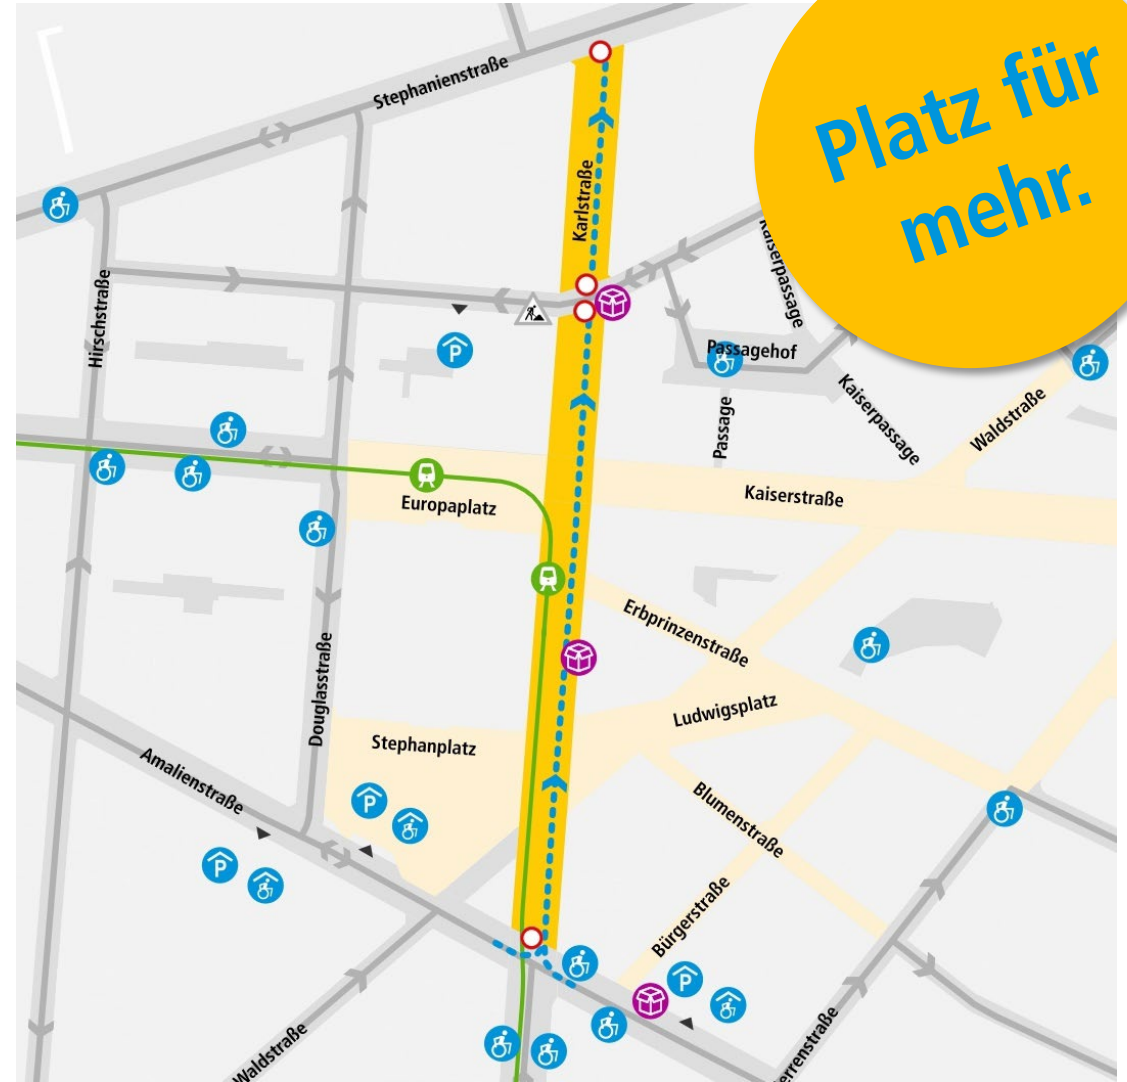 Platz für
mehr.
Stephanienstraße
Karlstraße
Kaiserpassage
Hirschstraße
Passagehof
Kaiserpassage
Passage
Waldstraße
Kaiserstraße
Europaplatz
Erbprinzenstraße
Ludwigsplatz
Douglasstraße
Stephanplatz
Amalienstraße
P
Blumenstraße
P
Bürgerstraße
P
P
Waldstraße
errenstraße